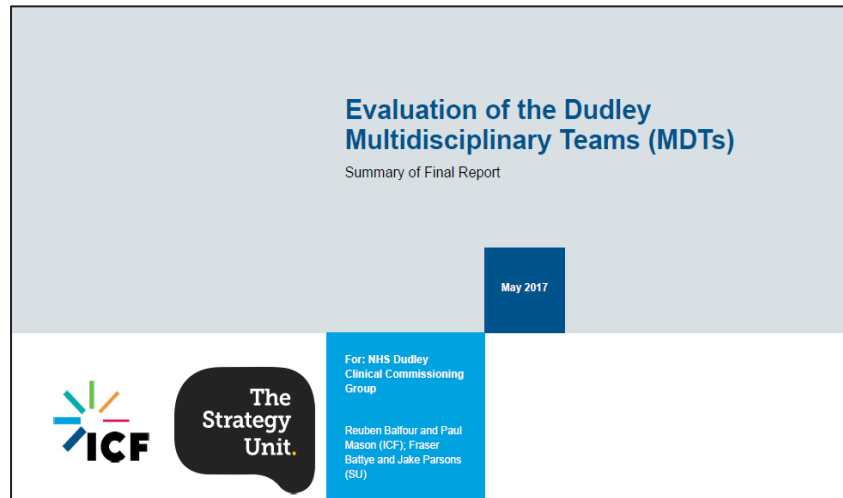 Evaluation of the Dudley
Multidisciplinary Teams (MDTs)
Summary of Final Report
May 2017
For: NHS Dudley
Clinical Commissioning
Group
Reuben Balfour and Paul
Mason (ICF); Fraser
Battye and Jake Parsons
(SU)
ICF
The
Strategy
Unit.